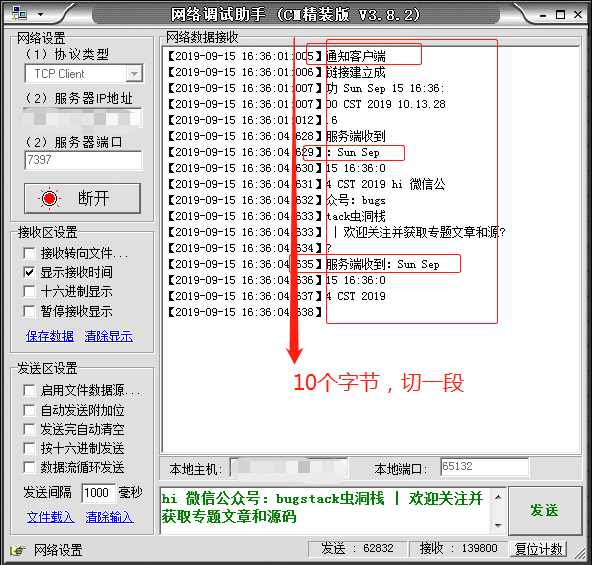 网络调试助手 (C■精装版 V3.8.2)
网络设置
(1) 协议类型
TCP Client
(2) 服务器IP地址
(2) 服务器端口
7397
断开
接收区设置
接收转向文件...
显示接收时间
十六进制显示
暂停接收显示
保存数据 清除显示
发送区设置
启用文件数据源...
自动发送附加位
发送完自动清空
按十六进制发送
数据流循环发送
发送间隔 1000 毫秒
文件载入 清除输入
网络数据接收
【2019-09-15 16:36:01:005】通知客户端
【2019-09-15 16:36:01:006】链接建立成
【2019-09-15 16:36:01:007】功 Sun Sep 15 16:36:
【2019-09-15 16:36:01:007】00 CST 2019 10.13.28
【2019-09-15 16:36:01:012】.6
【2019-09-15 16:36:04:628】服务端收到
【2019-09-15 16:36:04:629】: Sun Sep
【2019-09-15 16:36:04:630】15 16:36:0
【2019-09-15 16:36:04:631】4 CST 2019 hi 微信公
【2019-09-15 16:36:04:632】众号: bugs
【2019-09-15 16:36:04:633】tack虫洞栈
【2019-09-15 16:36:04:633】 | 欢迎关注并获取专题文章和源?
【2019-09-15 16:36:04:634】?
【2019-09-15 16:36:04:635】服务端收到: Sun Sep
【2019-09-15 16:36:04:636】15 16:36:0
【2019-09-15 16:36:04:637】4 CST 2019
【2019-09-15 16:36:04:638】
10个字节，切一段
本地主机: 本地端口: 65132
hi 微信公众号: bugstack虫洞栈 | 欢迎关注并
获取专题文章和源码
发送
网络设置 发送 : 62832 接收 : 139800 复位计数